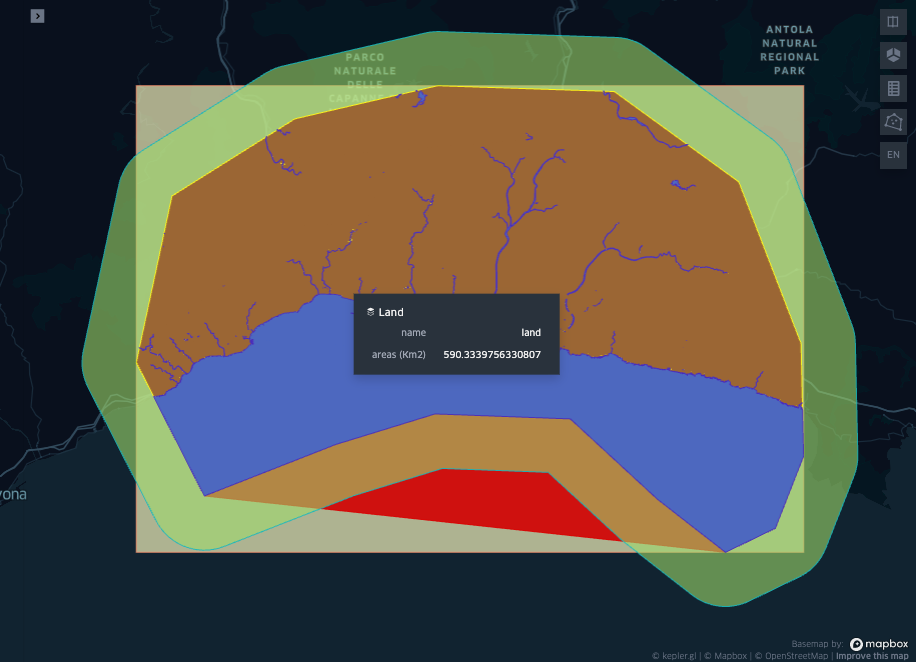 ANTOLA
NATURAL
REGIONAL
PARK
PARCO
NATURALE
DELLE
CAPANNE
EN
Land
name land
areas (Km2) 590.3339756330807
vona
Basemap by: mapbox
© kepler.gl | © Mapbox | © OpenStreetMap | Improve this map